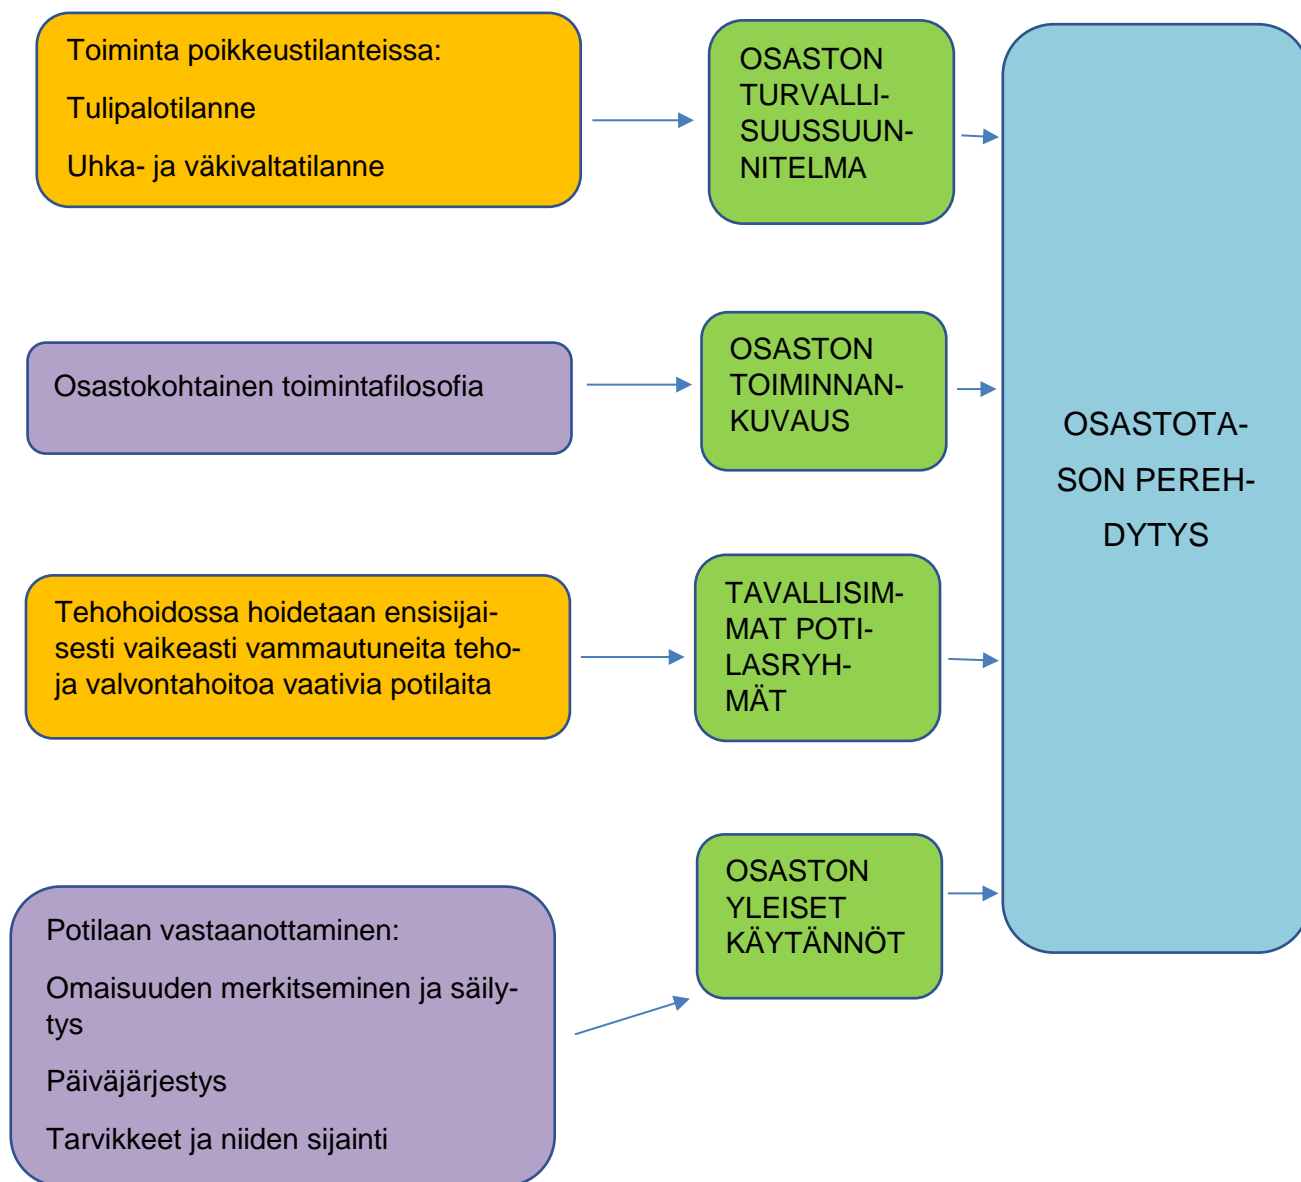 Toiminta poikkeustilanteissa:
Tulipalotilanne
Uhka- ja väkivaltatilanne
OSASTON
TURVALLI-
SUUSSUUN-
NITELMA
Osastokohtainen toimintafilosofia
OSASTON
TOIMINNAN-
KUVAUS
OSASTOTA-
SON PEREH-
DYTYS
Tehohoidossa hoidetaan ensisijai-
sesti vaikeasti vammautuneita teho-
ja valvontahoitoa vaativia potilaita
TAVALLISIM-
MAT POTI-
LASRYH-
MÄT
OSASTON
YLEISET
KÄYTÄNNÖT
Potilaan vastaanottaminen:
Omaisuuden merkitseminen ja säily-
tys
Päiväjärjestys
Tarvikkeet ja niiden sijainti